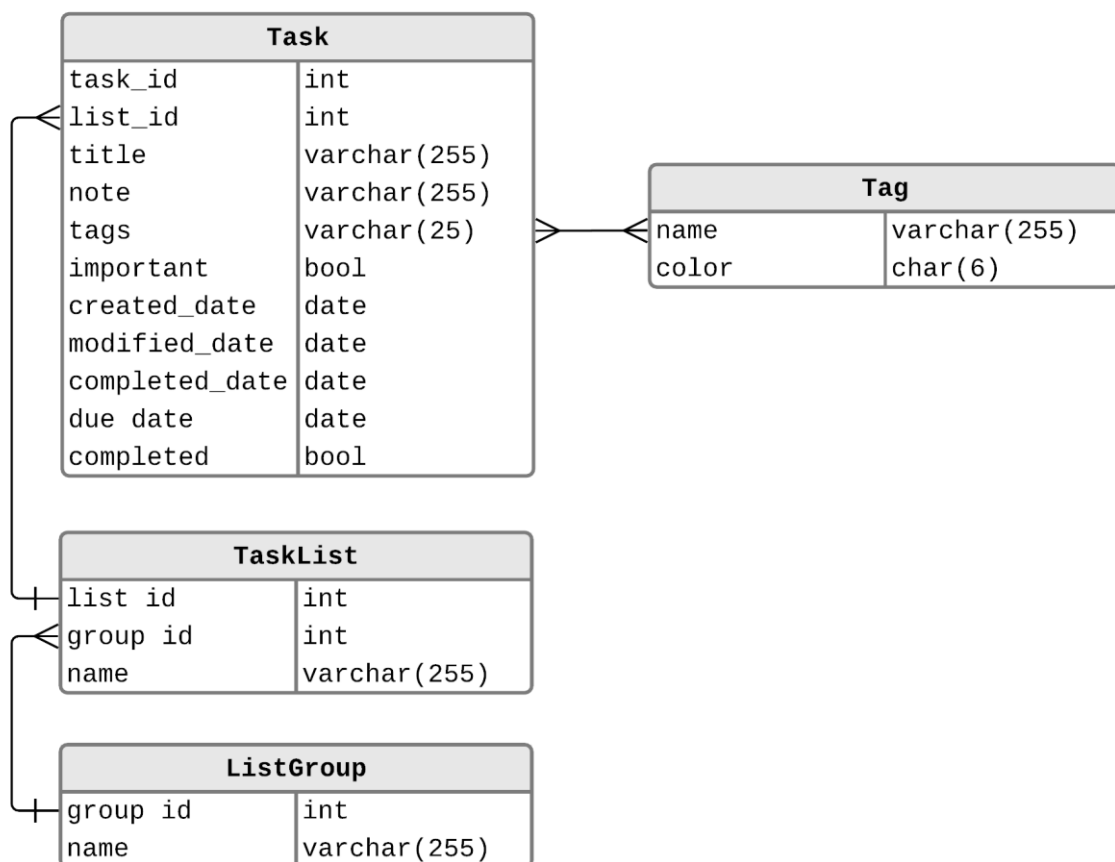 Task
task_id int
list_id int
title varchar(255)
note varchar(255)
tags varchar(25)
important bool
created_date date
modified_date date
completed_date date
due date date
completed bool
Tag
name varchar(255)
color char(6)
TaskList
list id int
group id int
name varchar(255)
ListGroup
group id int
name varchar(255)